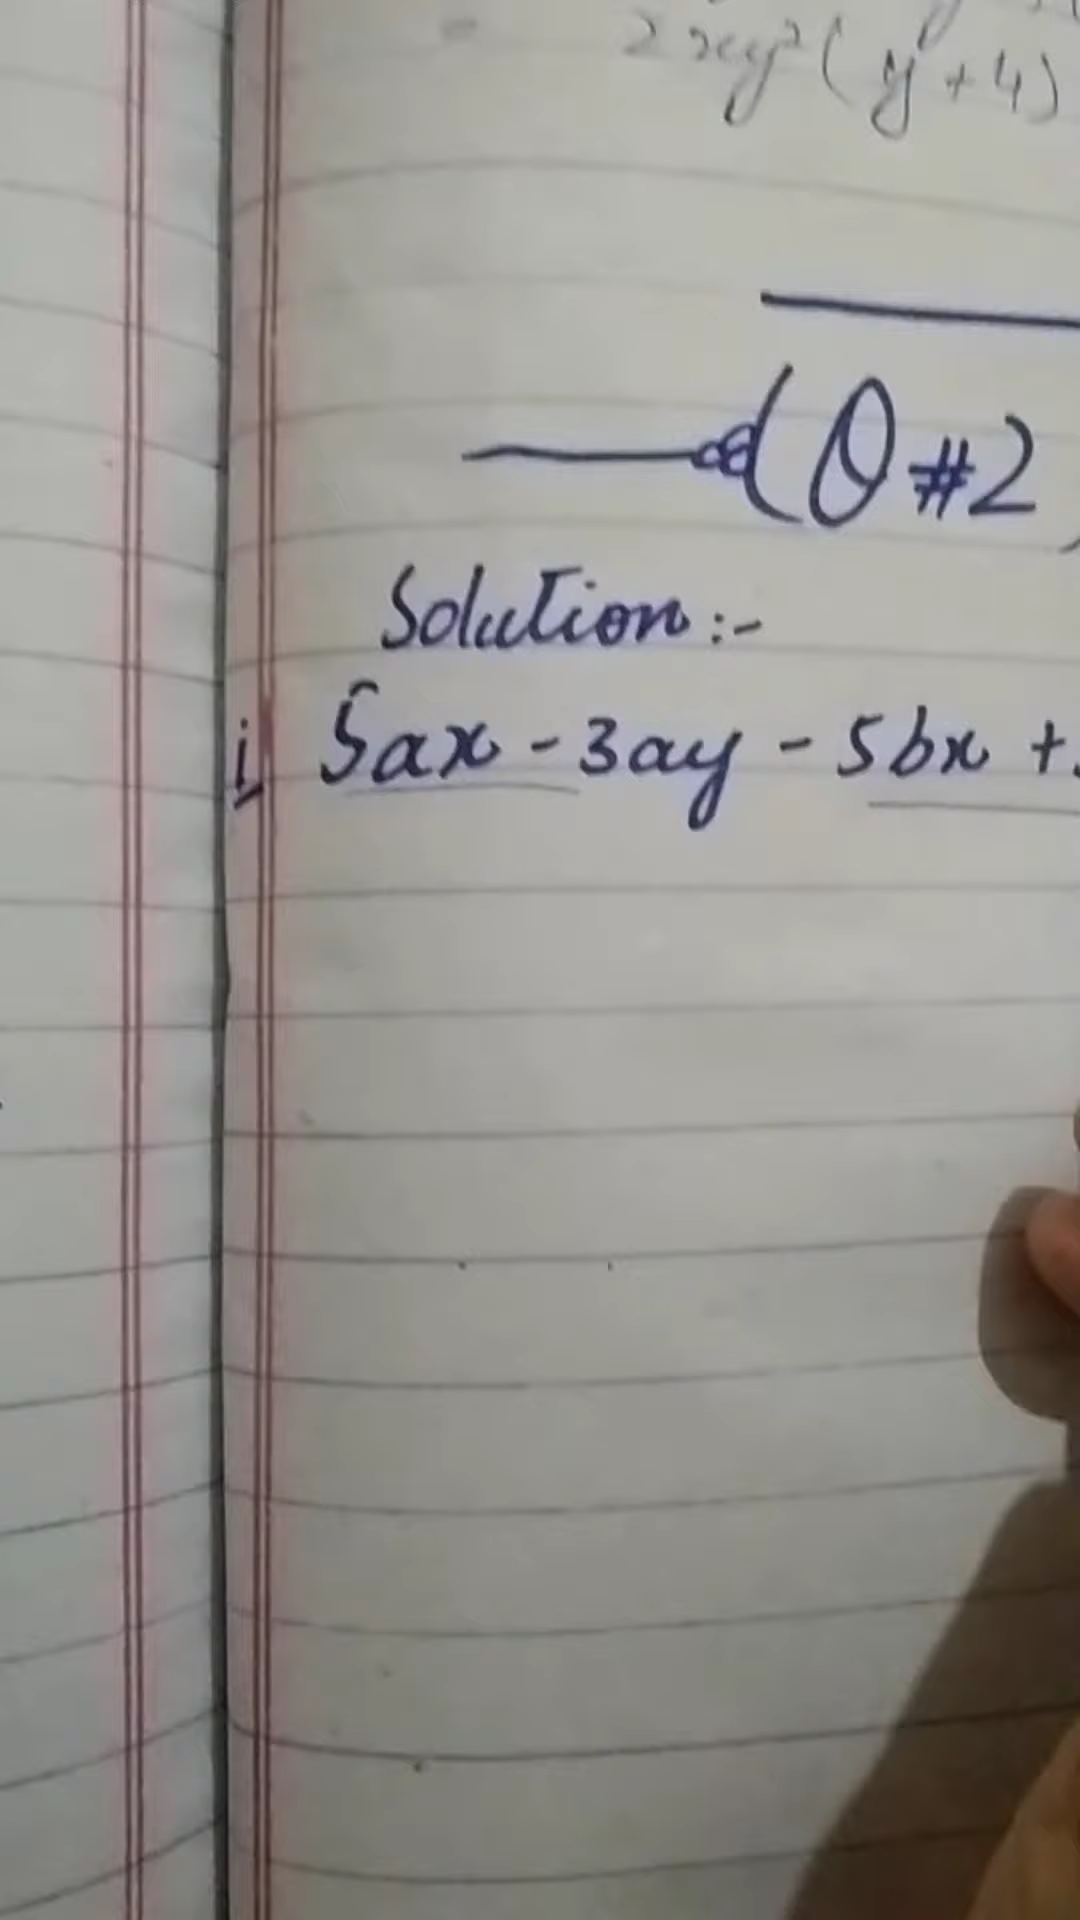 2xy²(y+4)
(Q#2)
Solution:-
i 5ax - 3ay - 5bx +